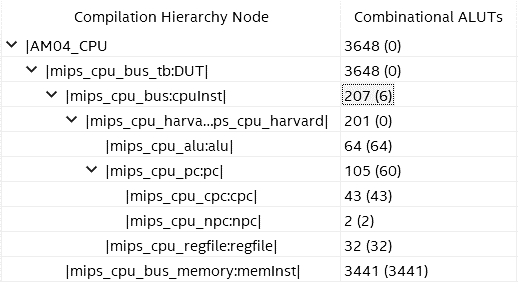 Compilation Hierarchy Node Combinational ALUTs
|AM04_CPU 3648 (0)
|mips_cpu_bus_tb:DUT| 3648 (0)
|mips_cpu_bus:cpuInst| 207 (6)
|mips_cpu_harva...ps_cpu_harvard| 201 (0)
|mips_cpu_alu:alu| 64 (64)
|mips_cpu_pc:pc| 105 (60)
|mips_cpu_cpc:cpc| 43 (43)
|mips_cpu_npc:npc| 2 (2)
|mips_cpu_regfile:regfile| 32 (32)
|mips_cpu_bus_memory:memInst| 3441 (3441)